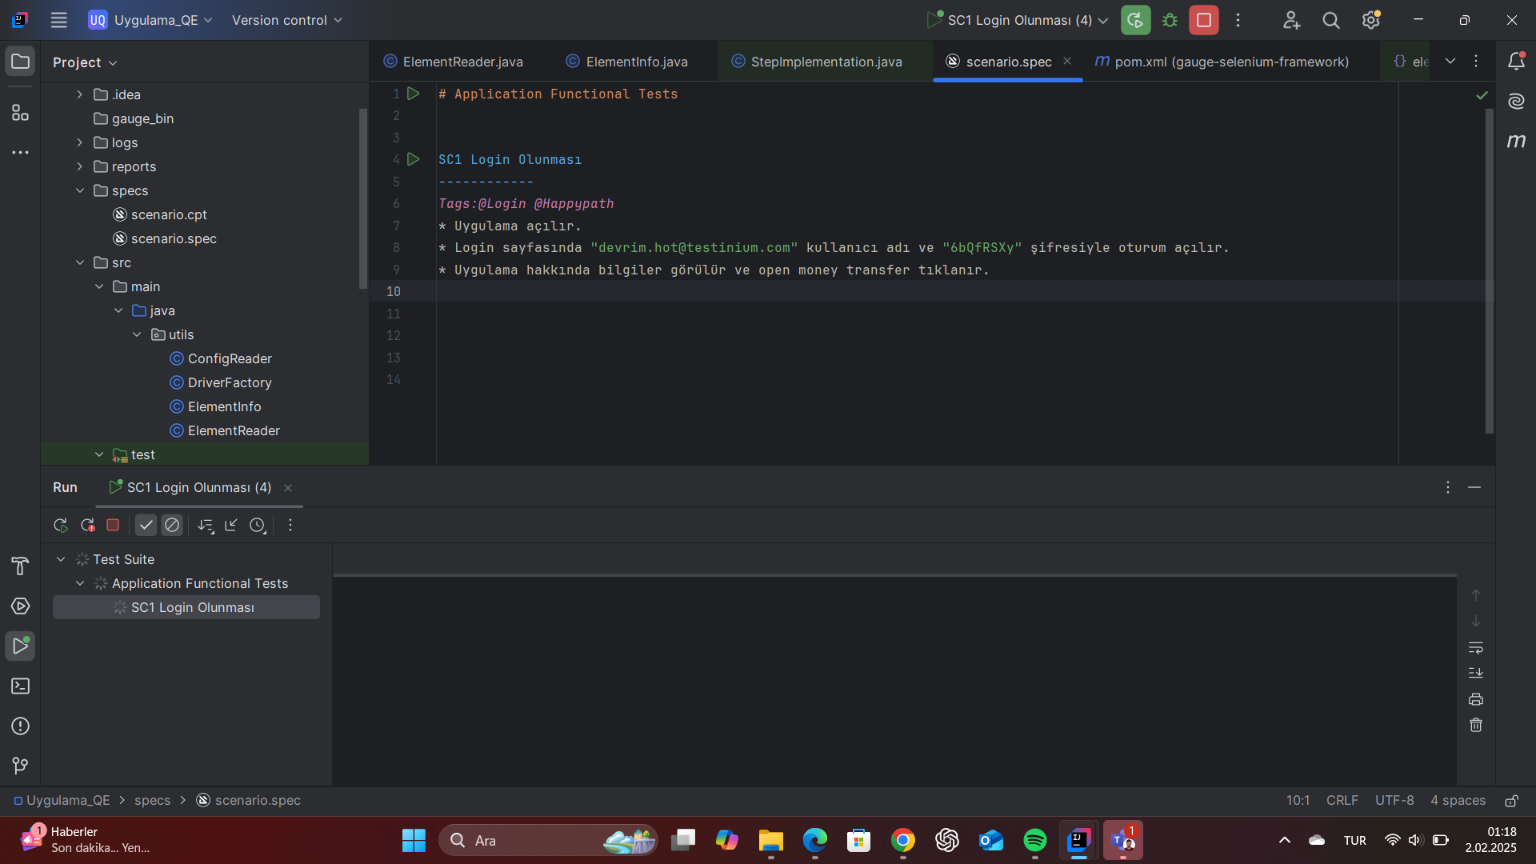 UQ Uygulama_QE Version control SC1 Login Olunması (4)
Project
ElementReader.java ElementInfo.java StepImplementation.java scenario.spec m pom.xml (gauge-selenium-framework) {} ele
.idea
gauge_bin
logs
reports
specs
scenario.cpt
scenario.spec
src
main
java
utils
ConfigReader
DriverFactory
ElementInfo
ElementReader
test
1 # Application Functional Tests
2
3
4 SC1 Login Olunması
5 ------------
6 Tags:@Login @Happypath
7 * Uygulama açılır.
8 * Login sayfasında "devrim.hot@testinium.com" kullanıcı adı ve "6bQfRSXy" şifresiyle oturum açılır.
9 * Uygulama hakkında bilgiler görülür ve open money transfer tıklanır.
10
11
12
13
14
m
Run SC1 Login Olunması (4)
Test Suite
Application Functional Tests
SC1 Login Olunması
Uygulama_QE > specs > scenario.spec 10:1 CRLF UTF-8 4 spaces
1 Haberler
Son dakika... Yen...
Ara
1
TUR
01:18
2.02.2025